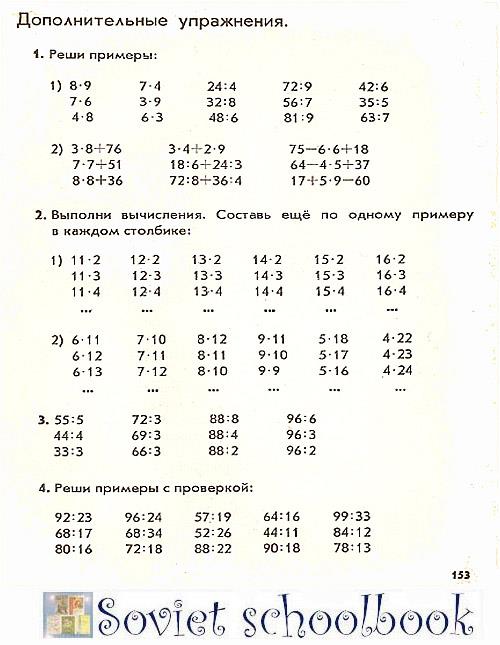 Дополнительные упражнения.
1. Реши примеры:
1) 8·9 7·4 24:4 72:9 42:6
7·6 3·9 32:8 56:7 35:5
4·8 6·3 48:6 81:9 63:7
2) 3·8+76 3·4+2·9 75—6·6+18
7·7+51 18:6+24:3 64—4·5+37
8·8+36 72:8+36:4 17+5·9—60
2. Выполни вычисления. Составь ещё по одному примеру
в каждом столбике:
1) 11·2 12·2 13·2 14·2 15·2 16·2
11·3 12·3 13·3 14·3 15·3 16·3
11·4 12·4 13·4 14·4 15·4 16·4
... ... ... ... ... ...
2) 6·11 7·10 8·12 9·11 5·18 4·22
6·12 7·11 8·11 9·10 5·17 4·23
6·13 7·12 8·10 9·9 5·16 4·24
... ... ... ... ... ...
3. 55:5 72:3 88:8 96:6
44:4 69:3 88:4 96:3
33:3 66:3 88:2 96:2
4. Реши примеры с проверкой:
92:23 96:24 57:19 64:16 99:33
68:17 68:34 52:26 44:11 84:12
80:16 72:18 88:22 90:18 78:13
153
Soviet schoolbook